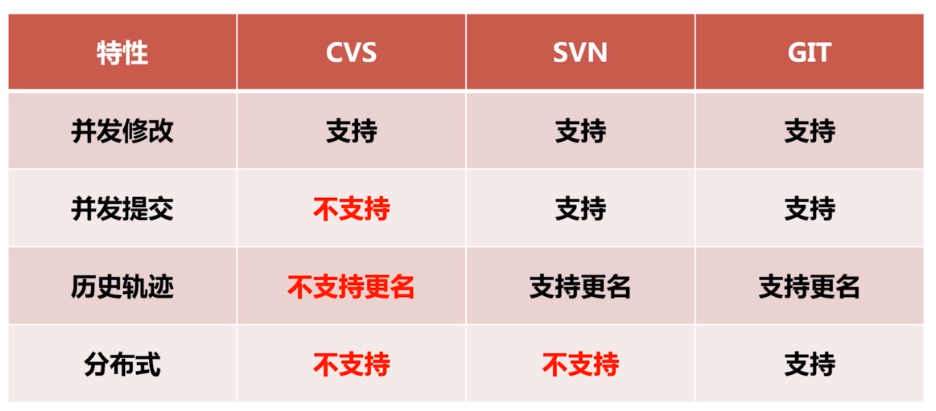 特性 CVS SVN GIT
并发修改 支持 支持 支持
并发提交 不支持 支持 支持
历史轨迹 不支持更名 支持更名 支持更名
分布式 不支持 不支持 支持